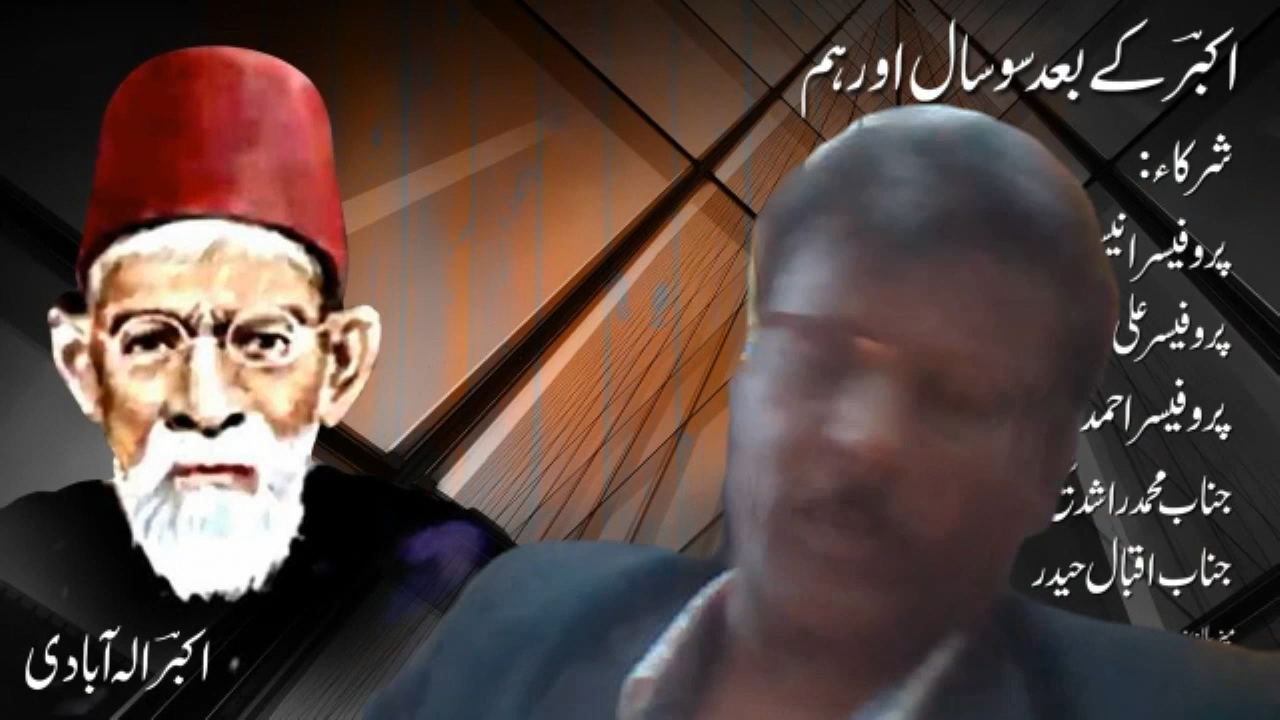 اکبرؔ کے بعد سو سال اور ہم
شرکاء:
پروفیسر
پروفیسر علی
پروفیسر احمد
جناب محمد راشد
جناب اقبال حیدر
اکبرؔ الہ آبادی